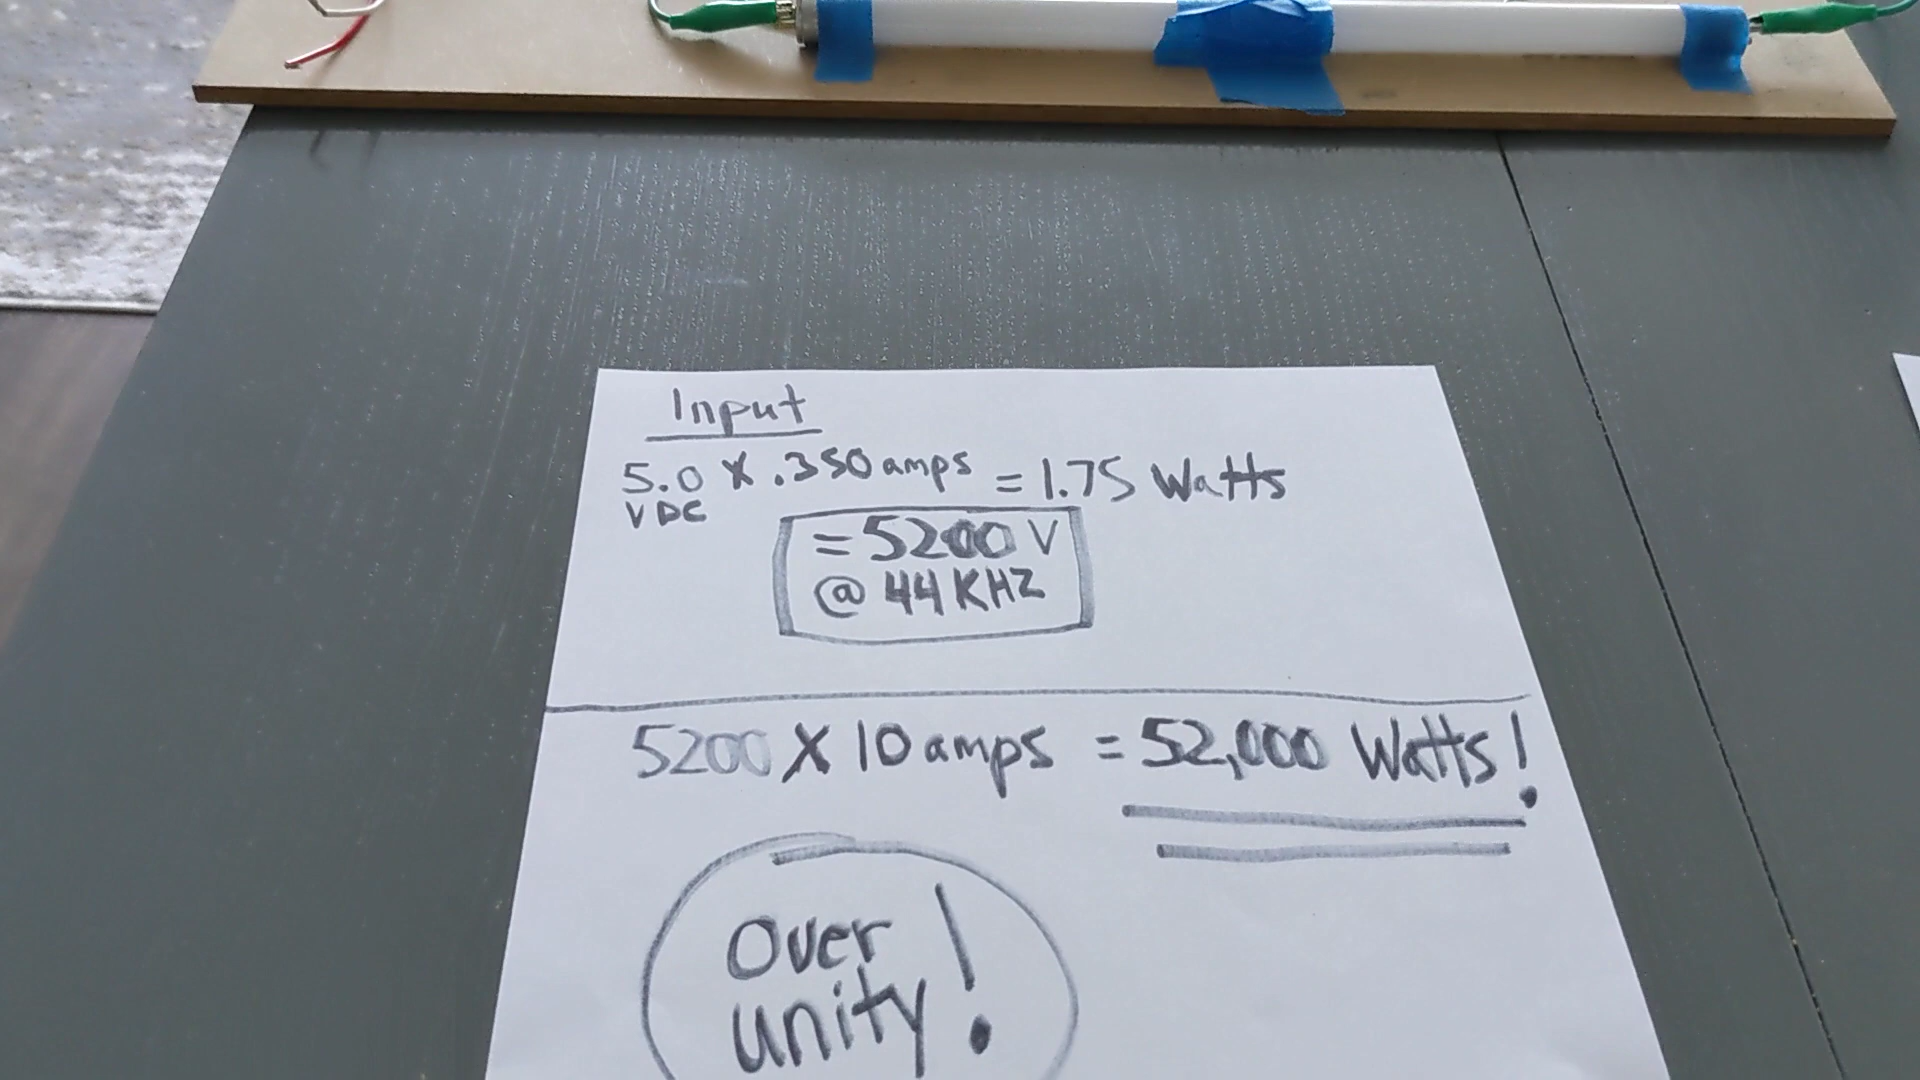 Input
5.0 X .350 amps = 1.75 Watts
VDC
= 5200 V
@ 44 KHZ
5200 X 10 amps = 52,000 Watts!
Over
unity!